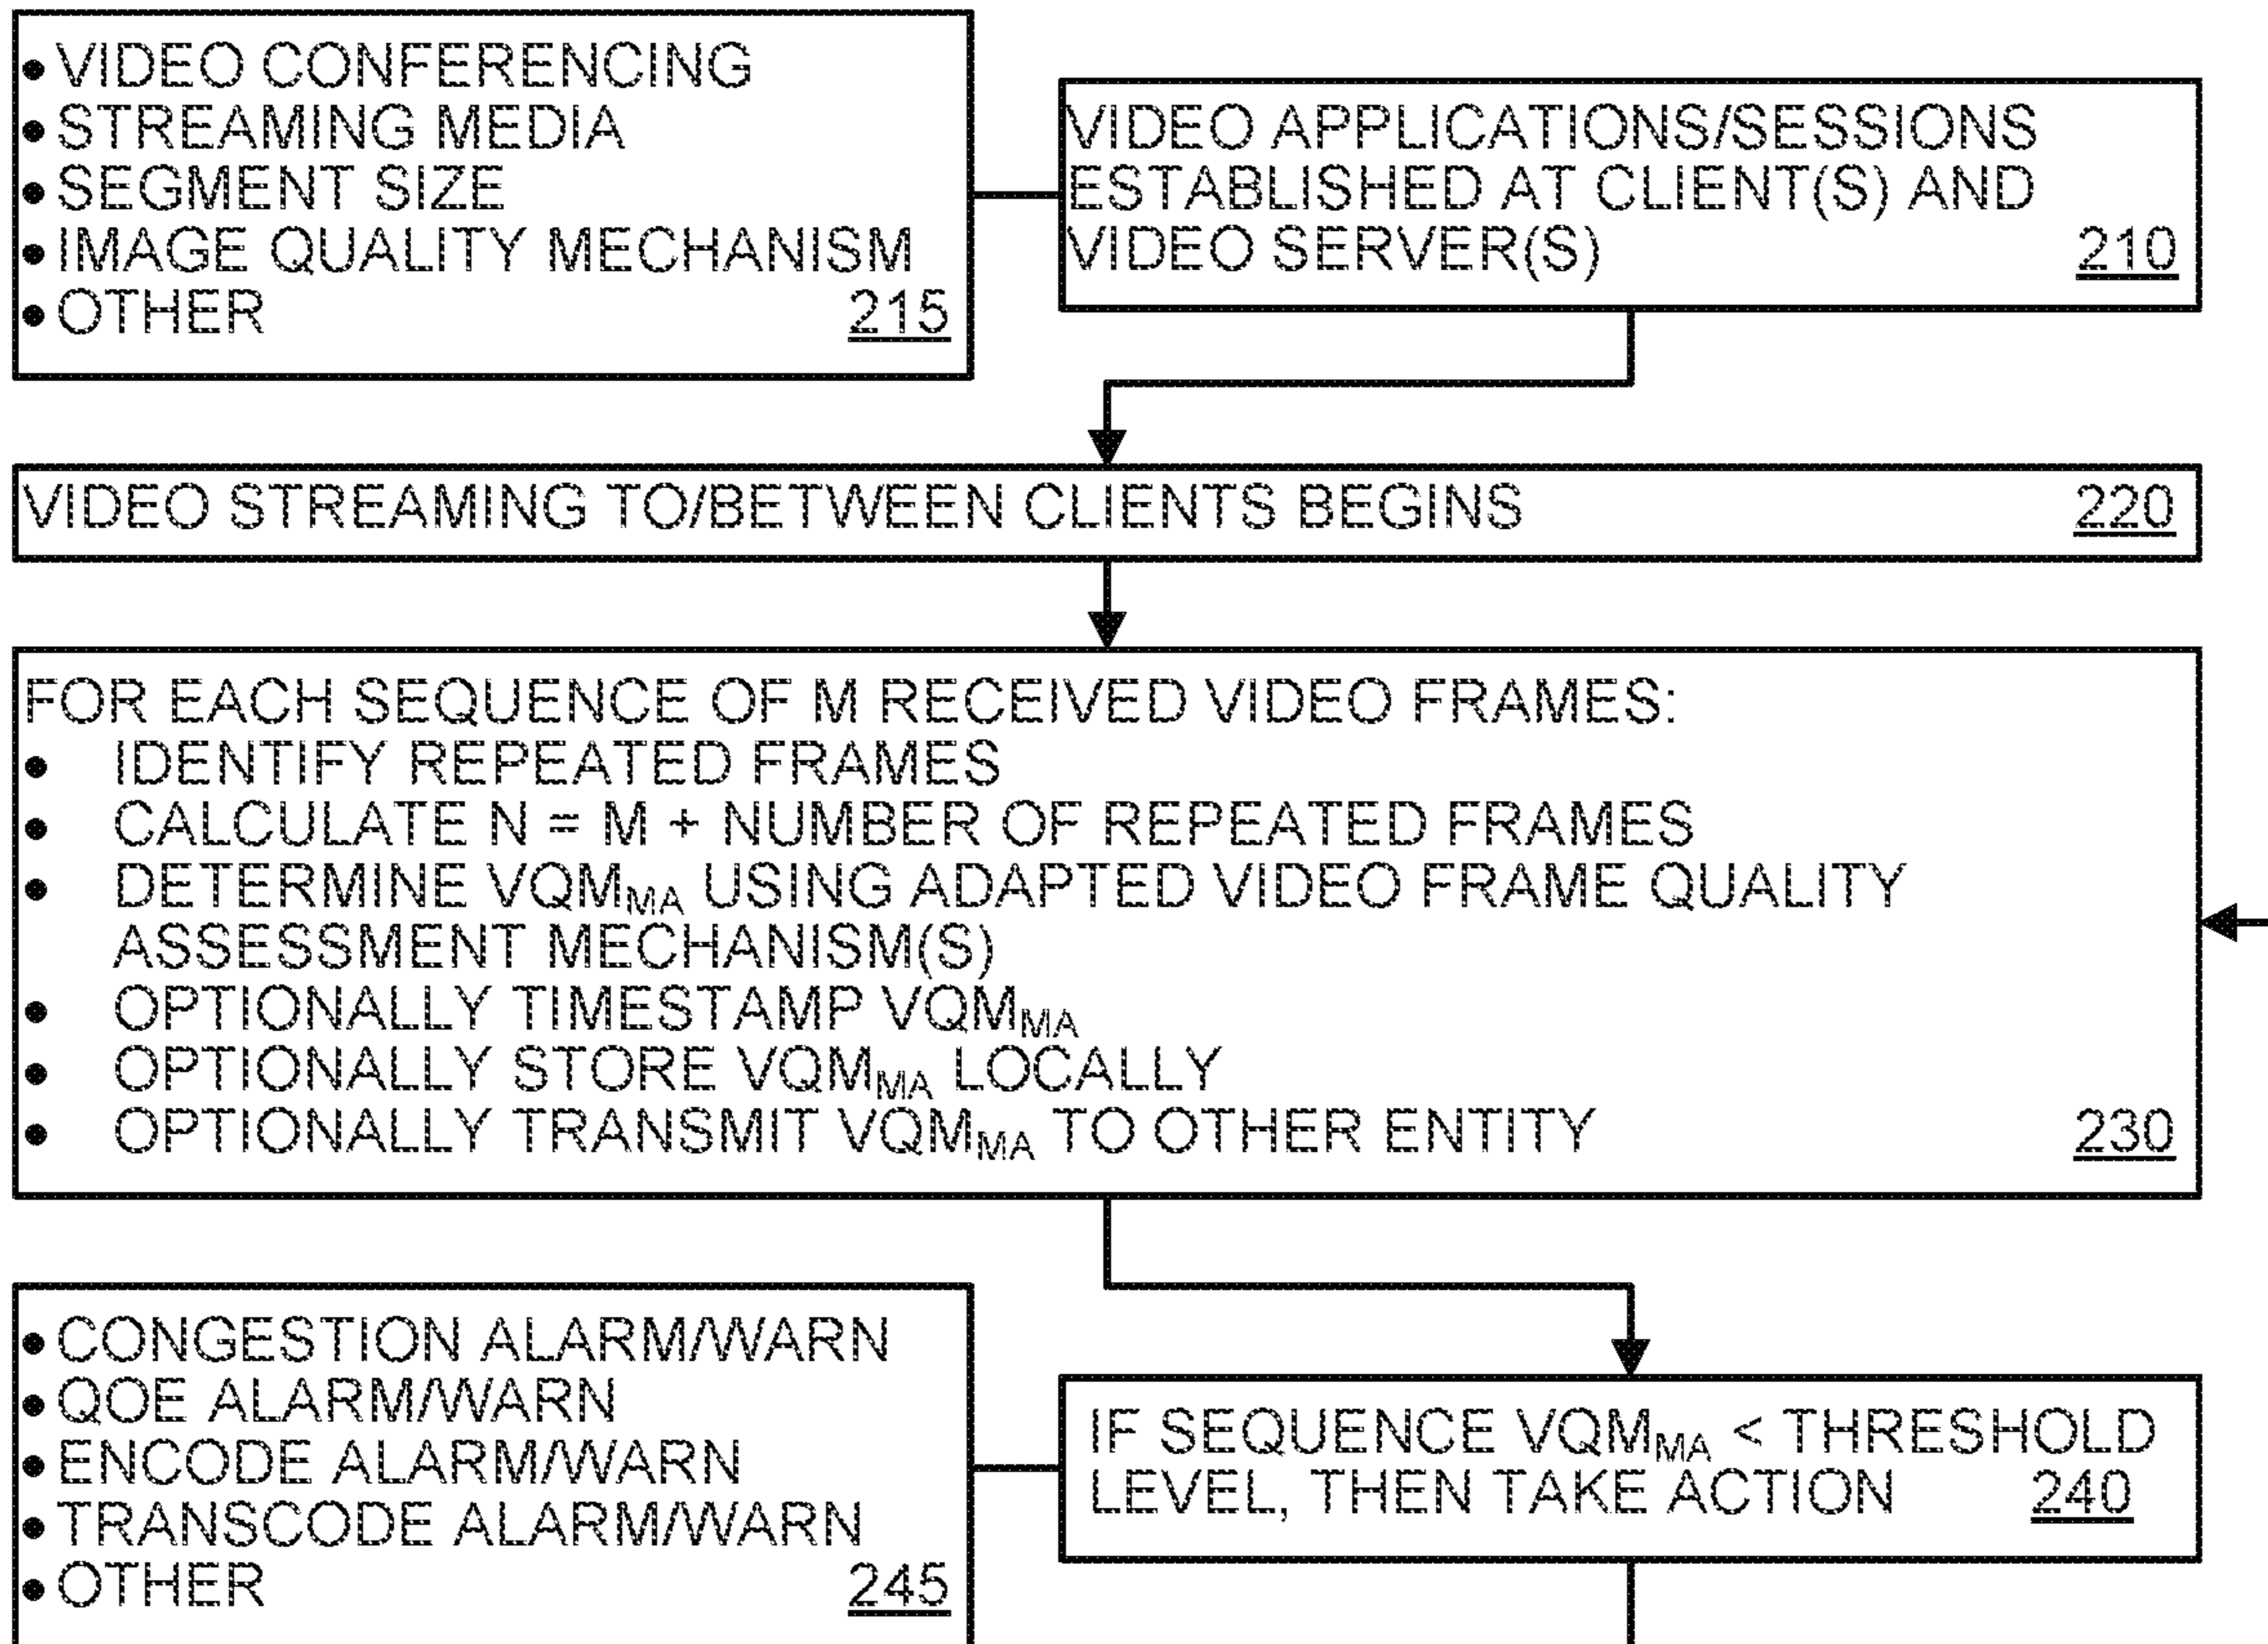 • VIDEO CONFERENCING
• STREAMING MEDIA
• SEGMENT SIZE
• IMAGE QUALITY MECHANISM
• OTHER 215
VIDEO APPLICATIONS/SESSIONS
ESTABLISHED AT CLIENT(S) AND
VIDEO SERVER(S) 210
VIDEO STREAMING TO/BETWEEN CLIENTS BEGINS 220
FOR EACH SEQUENCE OF M RECEIVED VIDEO FRAMES:
• IDENTIFY REPEATED FRAMES
• CALCULATE N = M + NUMBER OF REPEATED FRAMES
• DETERMINE VQMMA USING ADAPTED VIDEO FRAME QUALITY
ASSESSMENT MECHANISM(S)
• OPTIONALLY TIMESTAMP VQMMA
• OPTIONALLY STORE VQMMA LOCALLY
• OPTIONALLY TRANSMIT VQMMA TO OTHER ENTITY 230
• CONGESTION ALARM/WARN
• QOE ALARM/WARN
• ENCODE ALARM/WARN
• TRANSCODE ALARM/WARN
• OTHER 245
IF SEQUENCE VQMMA < THRESHOLD
LEVEL, THEN TAKE ACTION 240